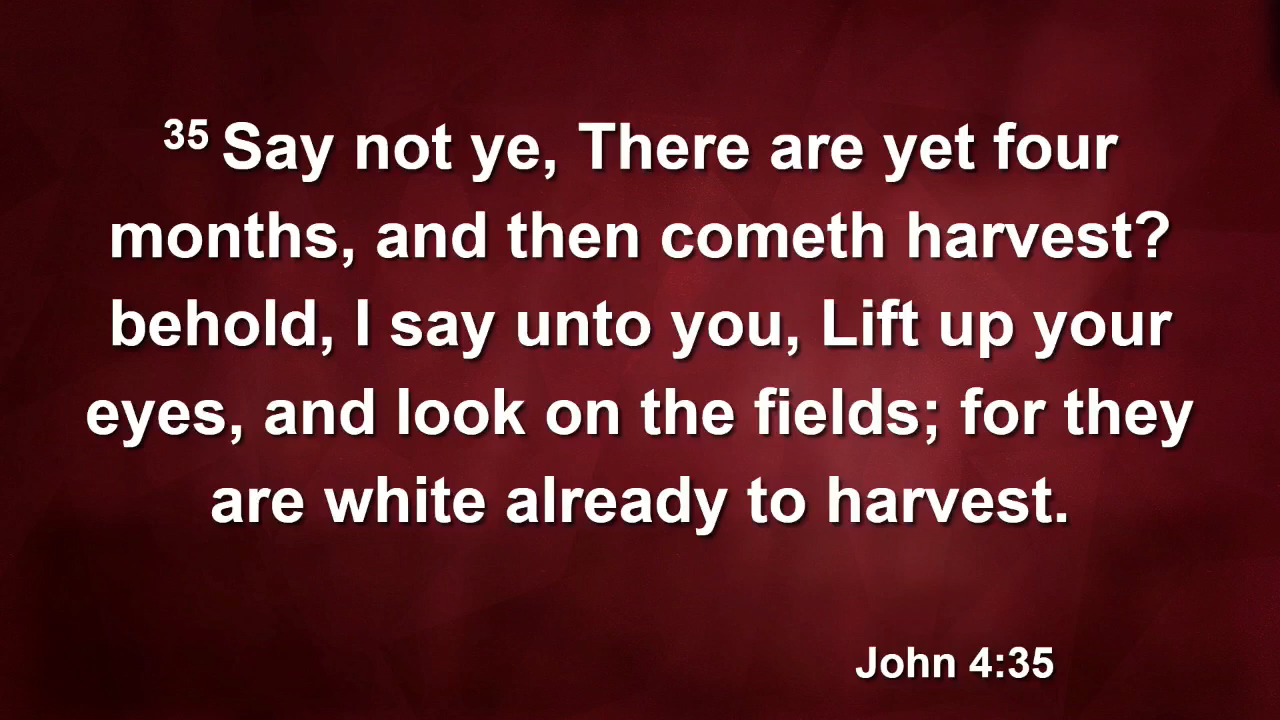 35 Say not ye, There are yet four
months, and then cometh harvest?
behold, I say unto you, Lift up your
eyes, and look on the fields; for they
are white already to harvest.
John 4:35